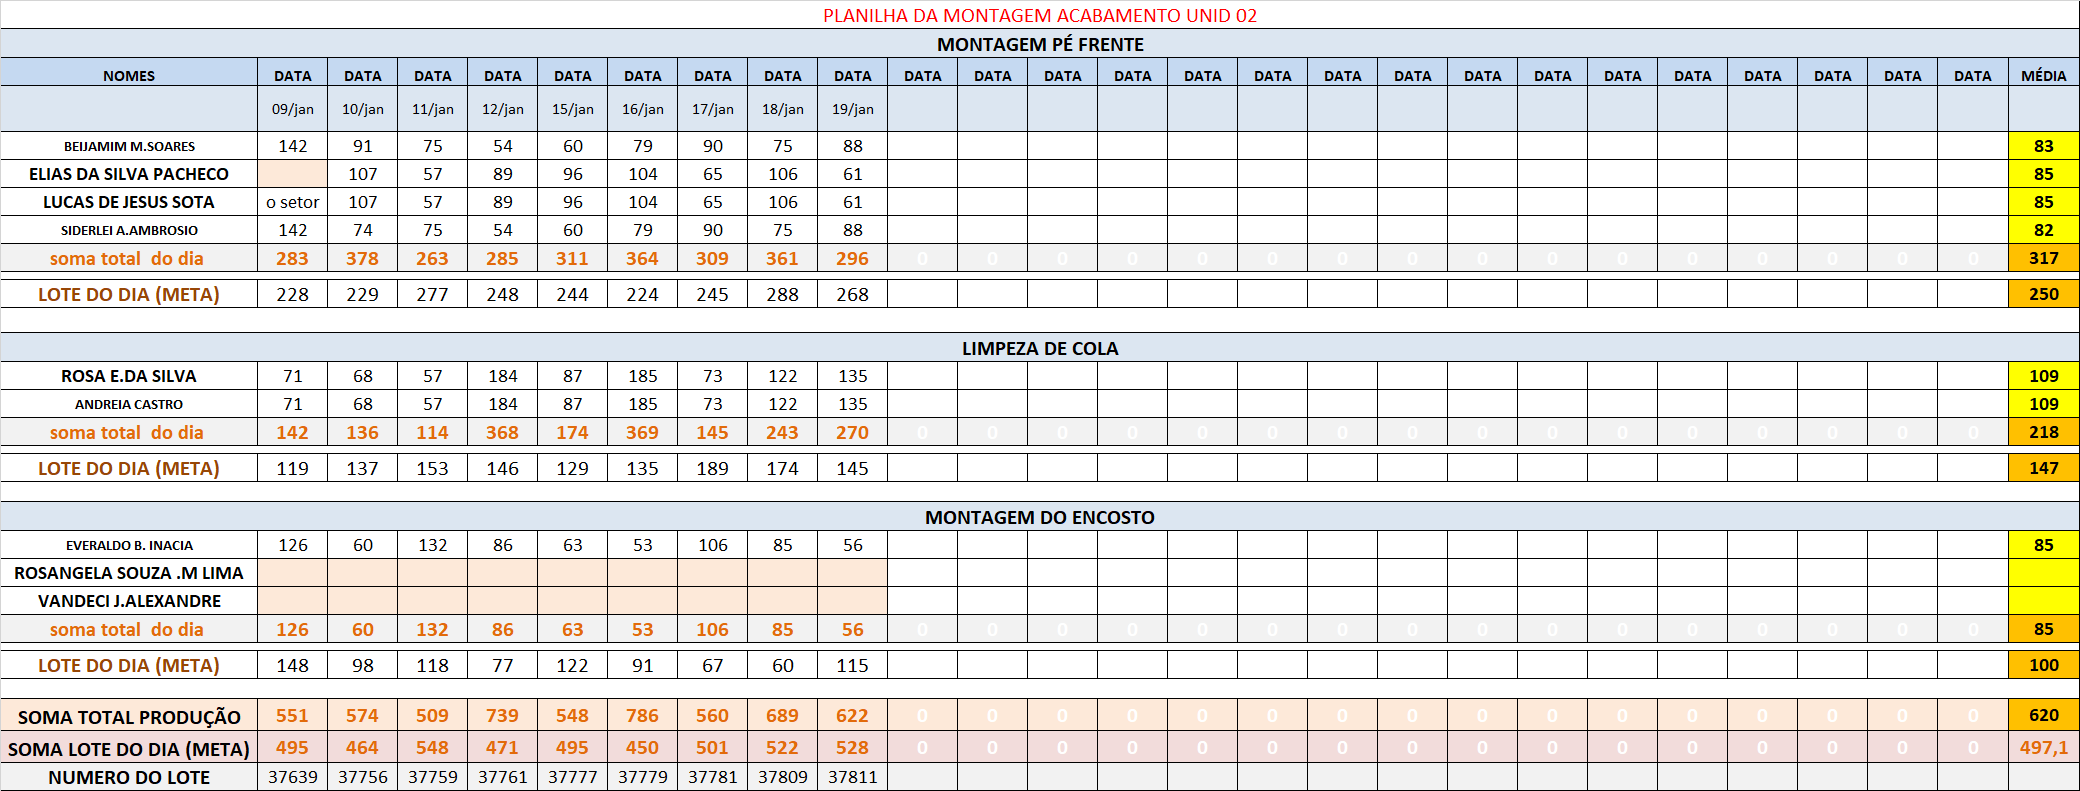 PLANILHA DA MONTAGEM ACABAMENTO UNID 02
MONTAGEM PÉ FRENTE
NOMES DATA DATA DATA DATA DATA DATA DATA DATA DATA DATA DATA DATA DATA DATA DATA DATA DATA DATA DATA DATA DATA DATA DATA DATA DATA MÉDIA
09/jan 10/jan 11/jan 12/jan 15/jan 16/jan 17/jan 18/jan 19/jan
BEIJAMIM M.SOARES 142 91 75 54 60 79 90 75 88 83
ELIAS DA SILVA PACHECO 107 57 89 96 104 65 106 61 85
LUCAS DE JESUS SOTA o setor 107 57 89 96 104 65 106 61 85
SIDERLEI A.AMBROSIO 142 74 75 54 60 79 90 75 88 82
soma total do dia 283 378 263 285 311 364 309 361 296 0 0 0 0 0 0 0 0 0 0 0 0 0 0 0 0 317
LOTE DO DIA (META) 228 229 277 248 244 224 245 288 268 250
LIMPEZA DE COLA
ROSA E.DA SILVA 71 68 57 184 87 185 73 122 135 109
ANDREIA CASTRO 71 68 57 184 87 185 73 122 135 109
soma total do dia 142 136 114 368 174 369 145 243 270 0 0 0 0 0 0 0 0 0 0 0 0 0 0 0 0 218
LOTE DO DIA (META) 119 137 153 146 129 135 189 174 145 147
MONTAGEM DO ENCOSTO
EVERALDO B. INACIA 126 60 132 86 63 53 106 85 56 85
ROSANGELA SOUZA .M LIMA
VANDECI J.ALEXANDRE
soma total do dia 126 60 132 86 63 53 106 85 56 0 0 0 0 0 0 0 0 0 0 0 0 0 0 0 0 85
LOTE DO DIA (META) 148 98 118 77 122 91 67 60 115 100
SOMA TOTAL PRODUÇÃO 551 574 509 739 548 786 560 689 622 0 0 0 0 0 0 0 0 0 0 0 0 0 0 0 0 620
SOMA LOTE DO DIA (META) 495 464 548 471 495 450 501 522 528 0 0 0 0 0 0 0 0 0 0 0 0 0 0 0 0 497,1
NUMERO DO LOTE 37639 37756 37759 37761 37777 37779 37781 37809 37811